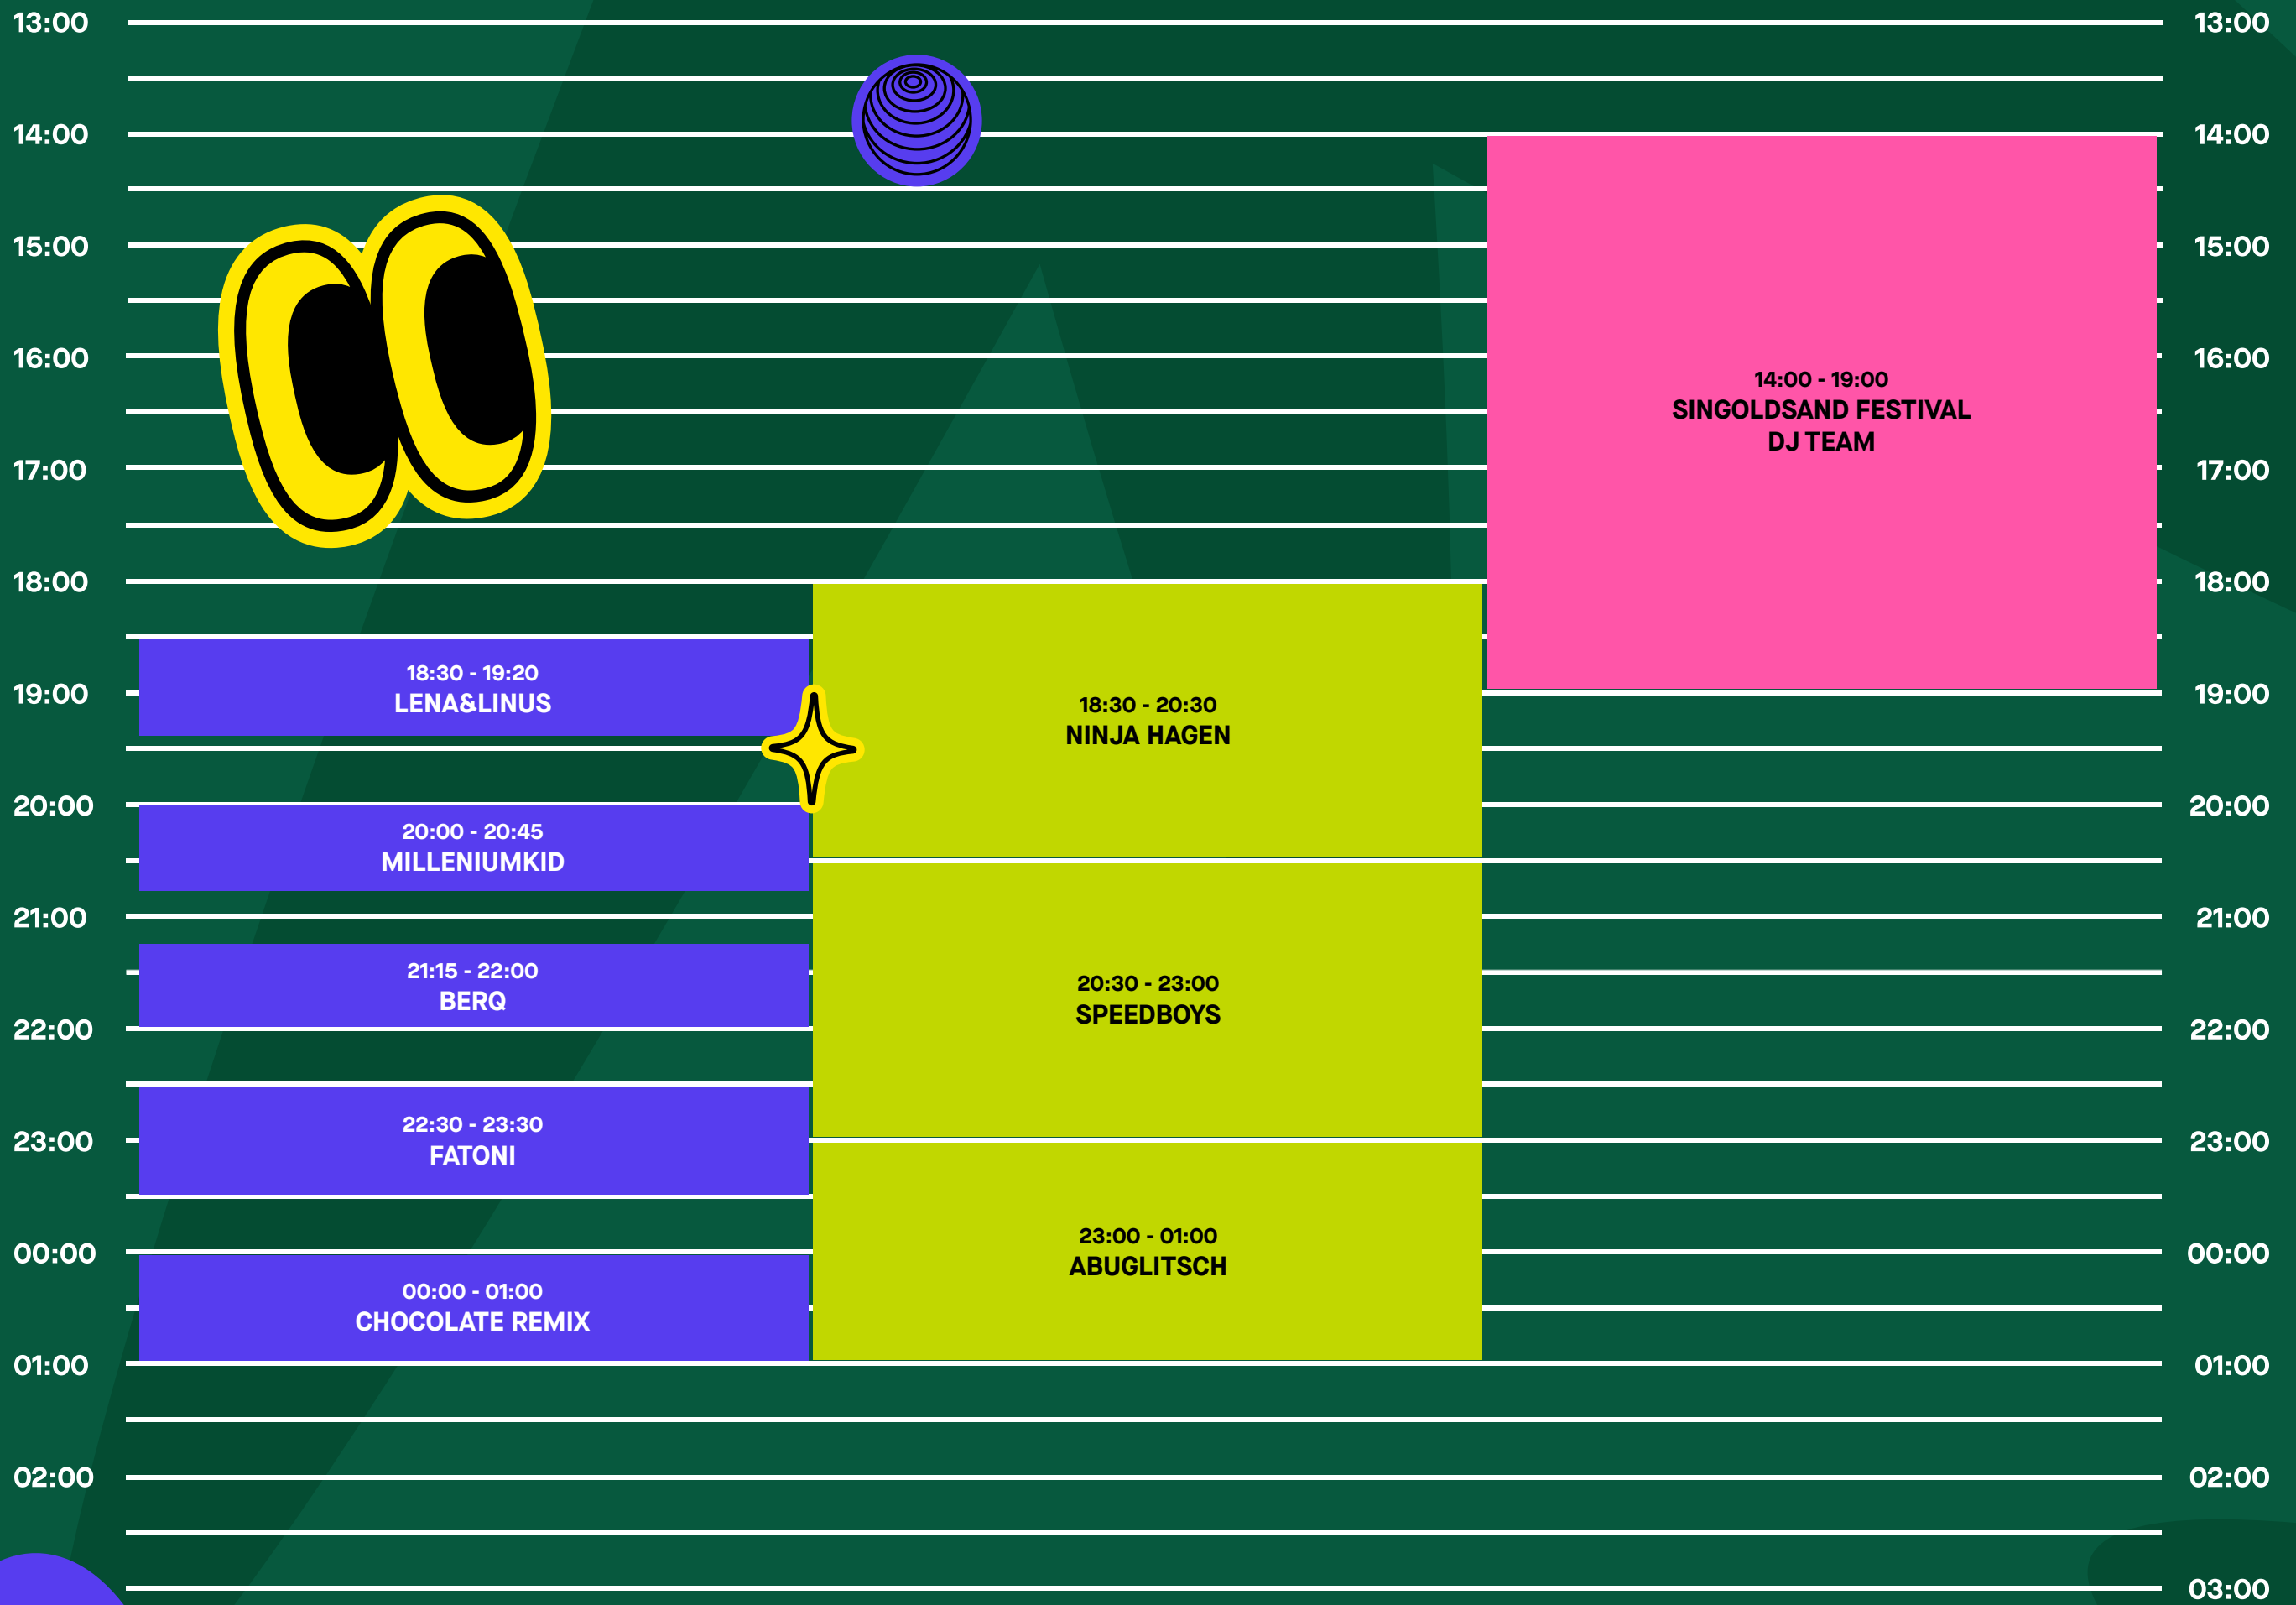 13:00
14:00
15:00
16:00
17:00
18:00
19:00
20:00
21:00
22:00
23:00
00:00
01:00
02:00
18:30 - 19:20
LENA&LINUS
20:00 - 20:45
MILLENIUMKID
21:15 - 22:00
BERQ
22:30 - 23:30
FATONI
00:00 - 01:00
CHOCOLATE REMIX
18:30 - 20:30
NINJA HAGEN
20:30 - 23:00
SPEEDBOYS
23:00 - 01:00
ABUGLITSCH
14:00 - 19:00
SINGOLDSAND FESTIVAL
DJ TEAM
13:00
14:00
15:00
16:00
17:00
18:00
19:00
20:00
21:00
22:00
23:00
00:00
01:00
02:00
03:00